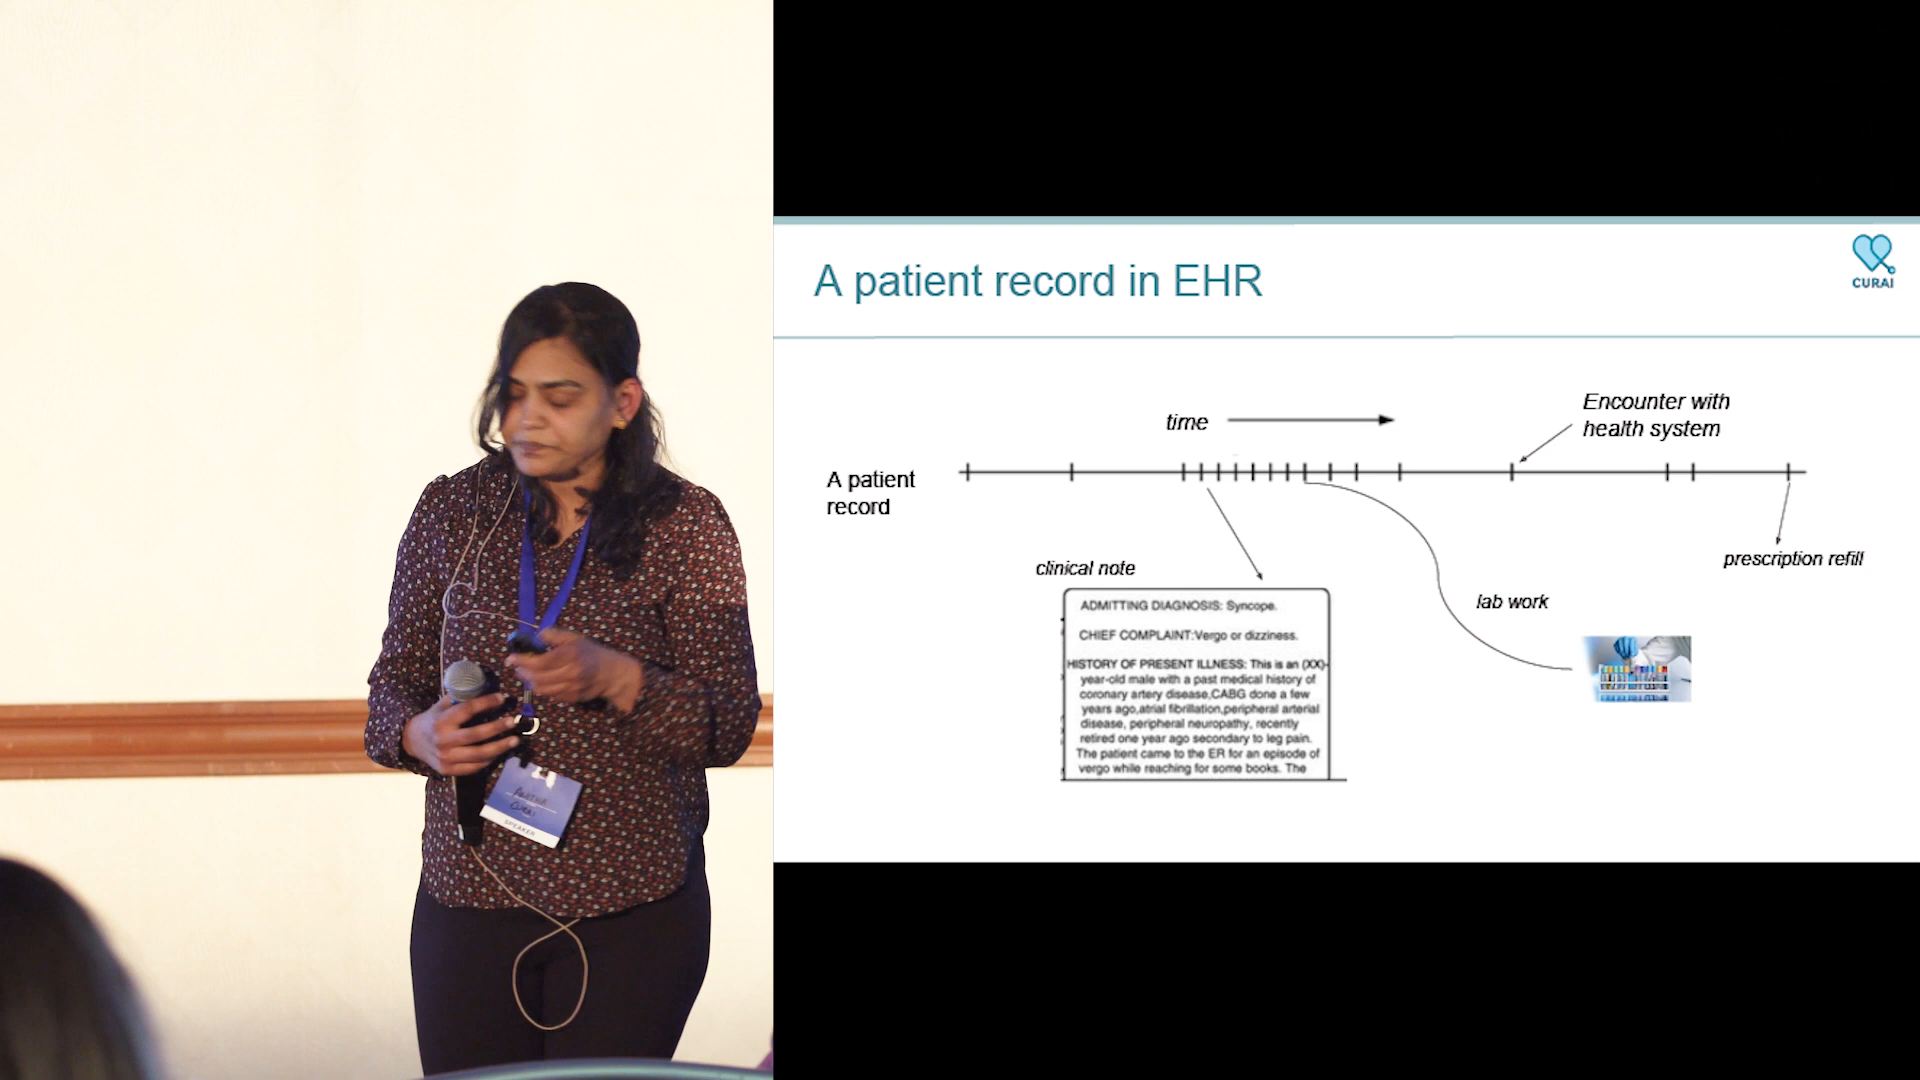 A patient record in EHR
CURAI
time
Encounter with
health system
A patient
record
prescription refill
clinical note
lab work
ADMITTING DIAGNOSIS: Syncope.
CHIEF COMPLAINT:Vergo or dizziness.
HISTORY OF PRESENT ILLNESS: This is an (XX)-
year-old male with a past medical history of
coronary artery disease,CABG done a few
years ago,atrial fibrillation,peripheral arterial
disease, peripheral neuropathy, recently
retired one year ago secondary to leg pain.
The patient came to the ER for an episode of
vergo while reaching for some books. The
CURAI
SPEAKER